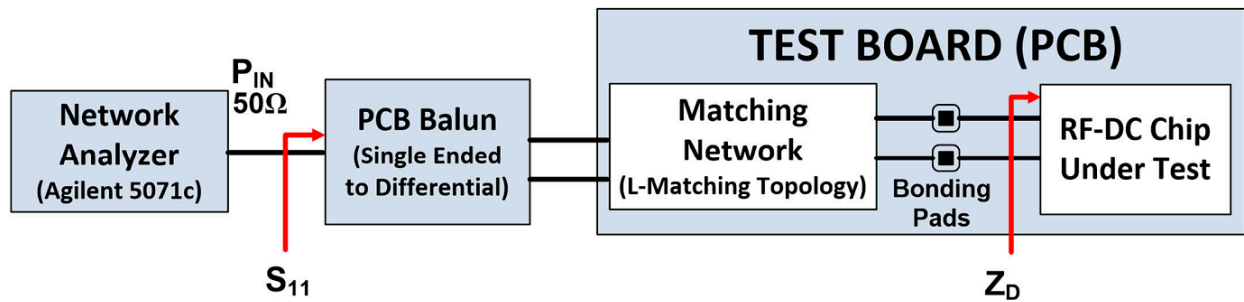 TEST BOARD (PCB)
P_IN
50Ω
Network
Analyzer
(Agilent 5071c)
PCB Balun
(Single Ended
to Differential)
Matching
Network
(L-Matching Topology)
Bonding
Pads
RF-DC Chip
Under Test
S_11
Z_D